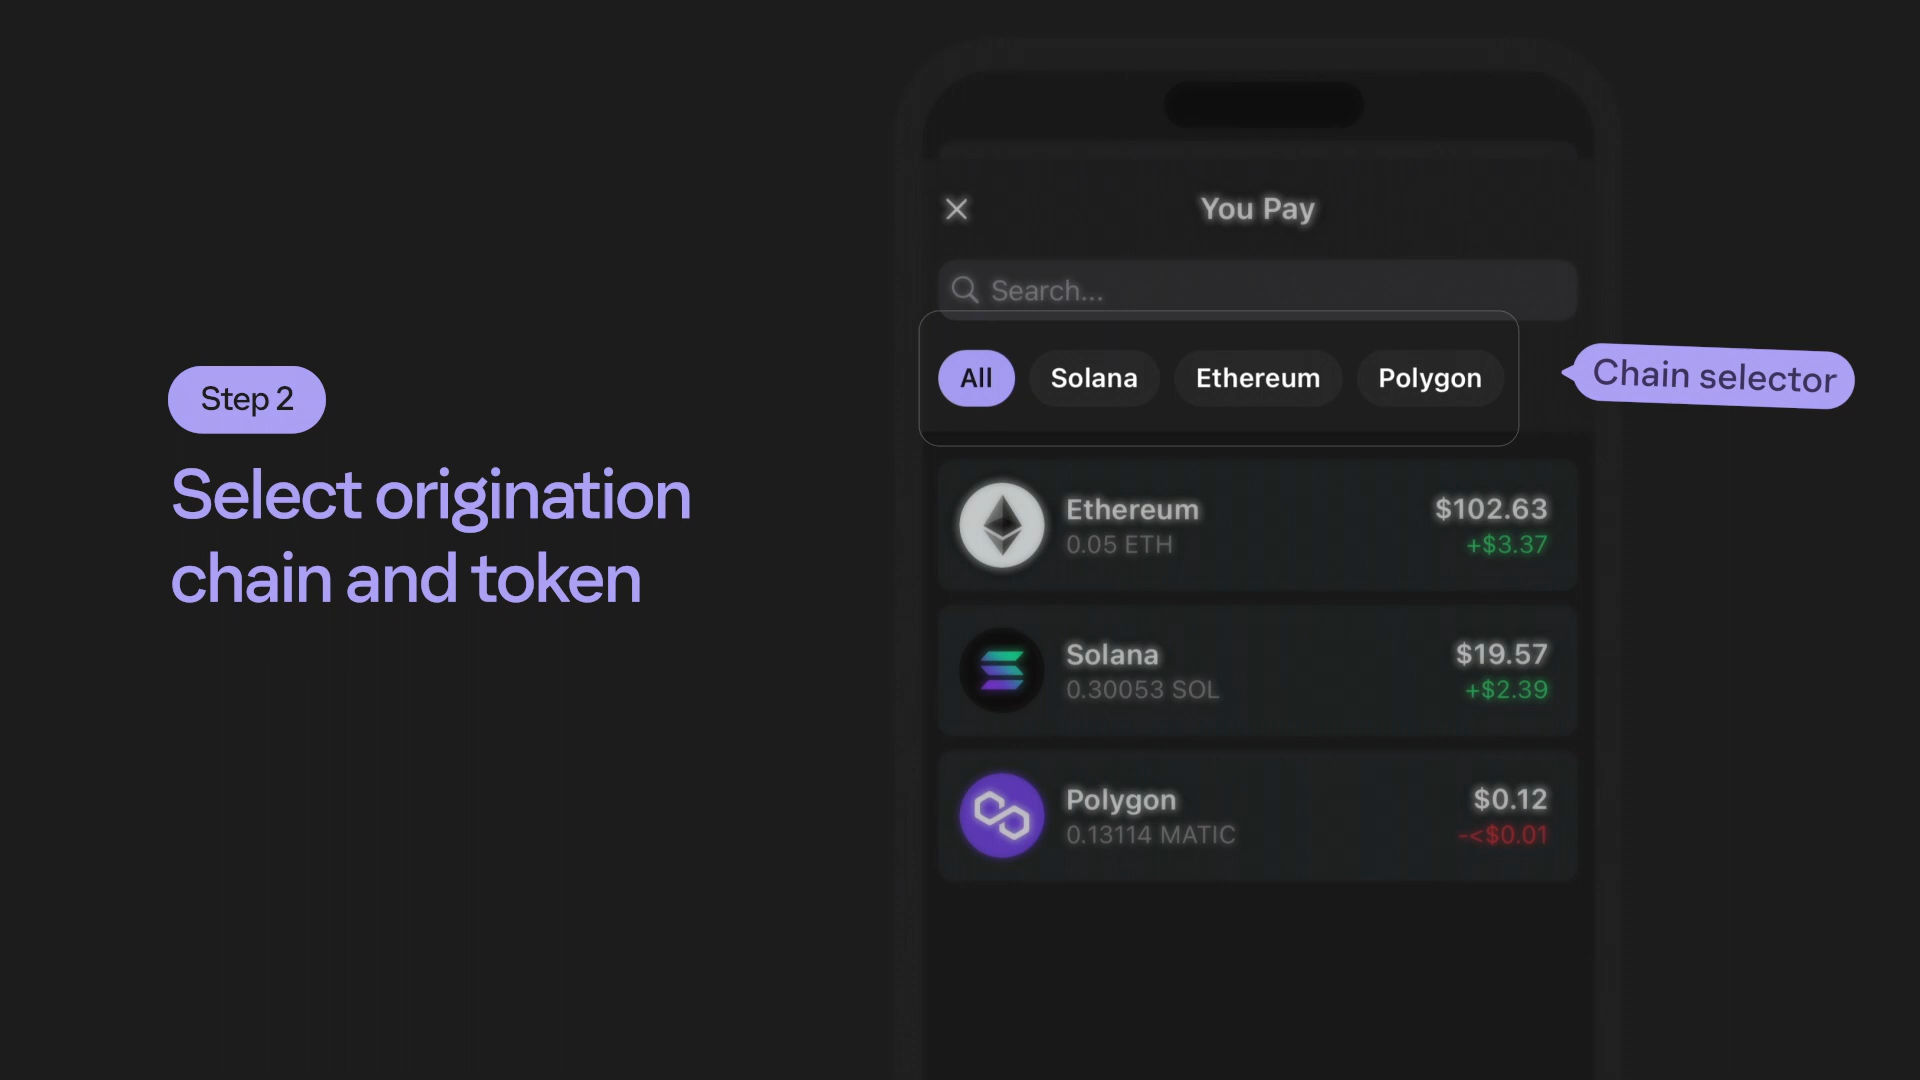 Step 2
Select origination
chain and token
You Pay
Search...
All
Solana
Ethereum
Polygon
Chain selector
Ethereum
$102.63
0.05 ETH
+$3.37
Solana
$19.57
0.30053 SOL
+$2.39
Polygon
$0.12
0.13114 MATIC
-<$0.01